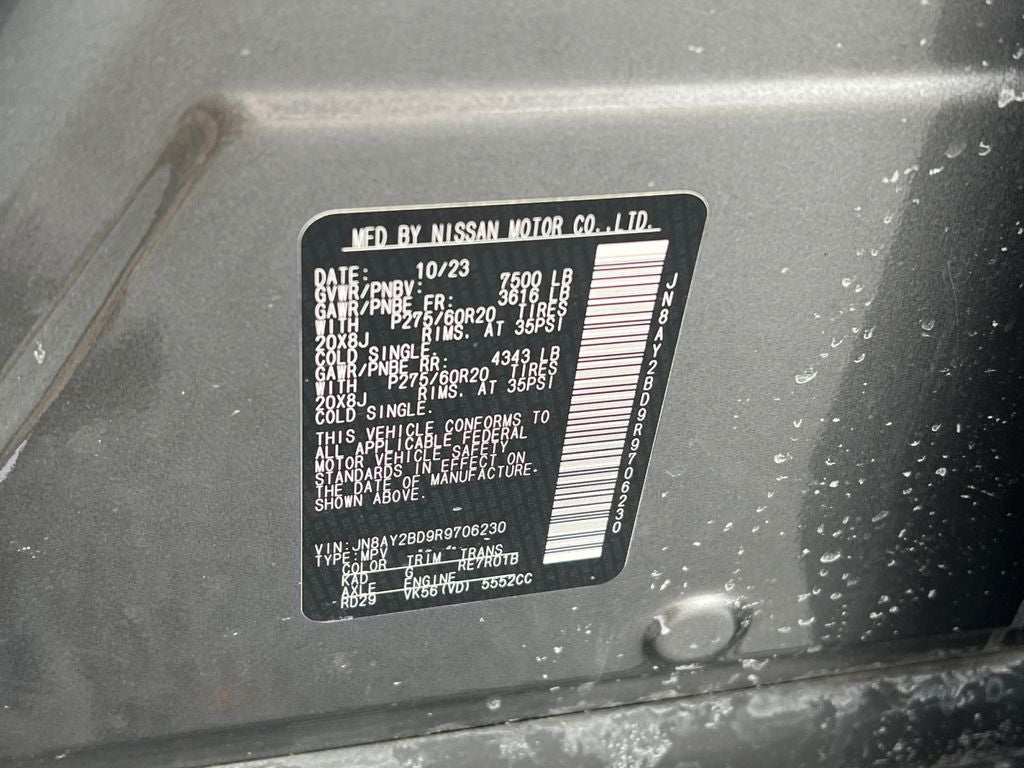 MFD BY NISSAN MOTOR CO.,LTD.
DATE: 10/23
GVWR/PNBV: 7500 LB
GAWR/PNBE FR: 3616 LB
WITH P275/60R20 TIRES
20X8J RIMS. AT 35PSI
COLD SINGLE.
GAWR/PNBE RR: 4343 LB
WITH P275/60R20 TIRES
20X8J RIMS. AT 35PSI
COLD SINGLE.
THIS VEHICLE CONFORMS TO
ALL APPLICABLE FEDERAL
MOTOR VEHICLE SAFETY
STANDARDS IN EFFECT ON
THE DATE OF MANUFACTURE
SHOWN ABOVE.
VIN:JN8AY2BD9R9706230
TYPE:MPV
COLOR TRIM TRANS
KAD G RE7R01B
AXLE ENGINE
RD29 VK56(VD) 5552CC
JN8AY2BD9R9706230